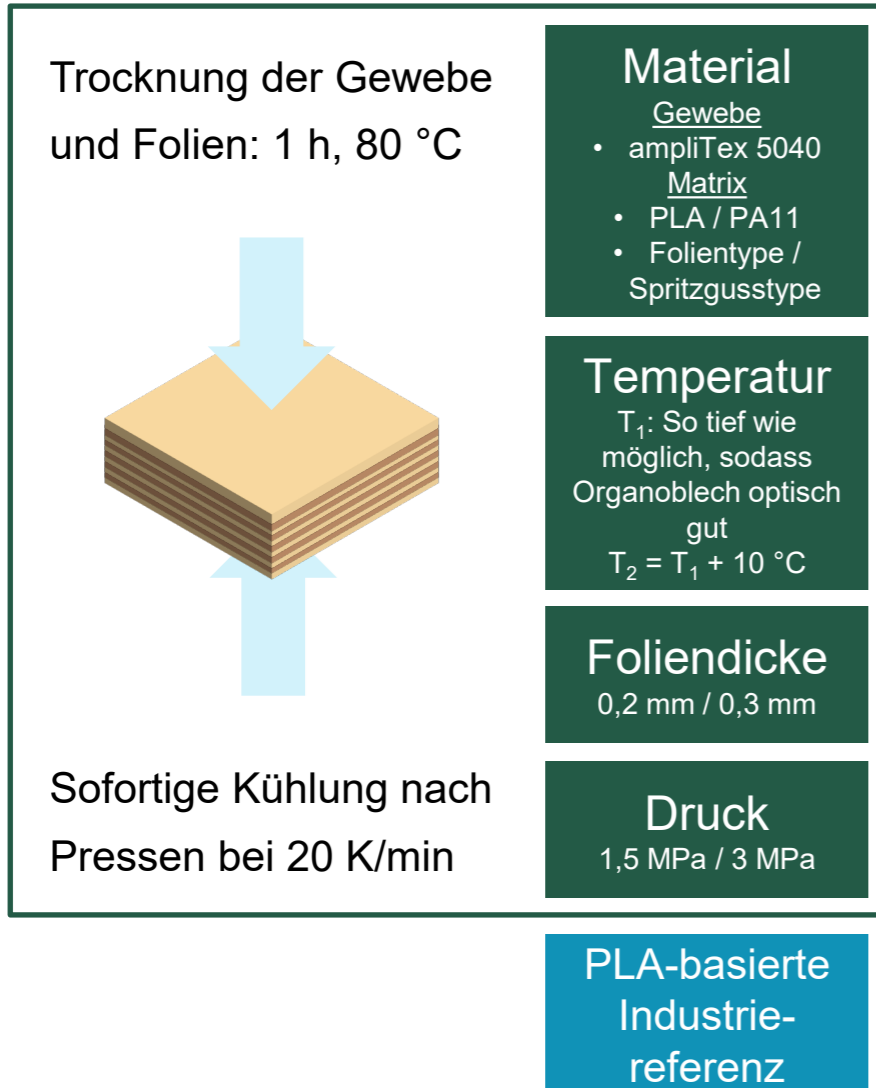 Trocknung der Gewebe
und Folien: 1 h, 80 °C
Sofortige Kühlung nach
Pressen bei 20 K/min
Material
Gewebe
• ampliTex 5040
Matrix
• PLA / PA11
• Folientype /
Spritzgusstype
Temperatur
T₁: So tief wie
möglich, sodass
Organoblech optisch
gut
T₂ = T₁ + 10 °C
Foliendicke
0,2 mm / 0,3 mm
Druck
1,5 MPa / 3 MPa
PLA-basierte
Industrie-
referenz